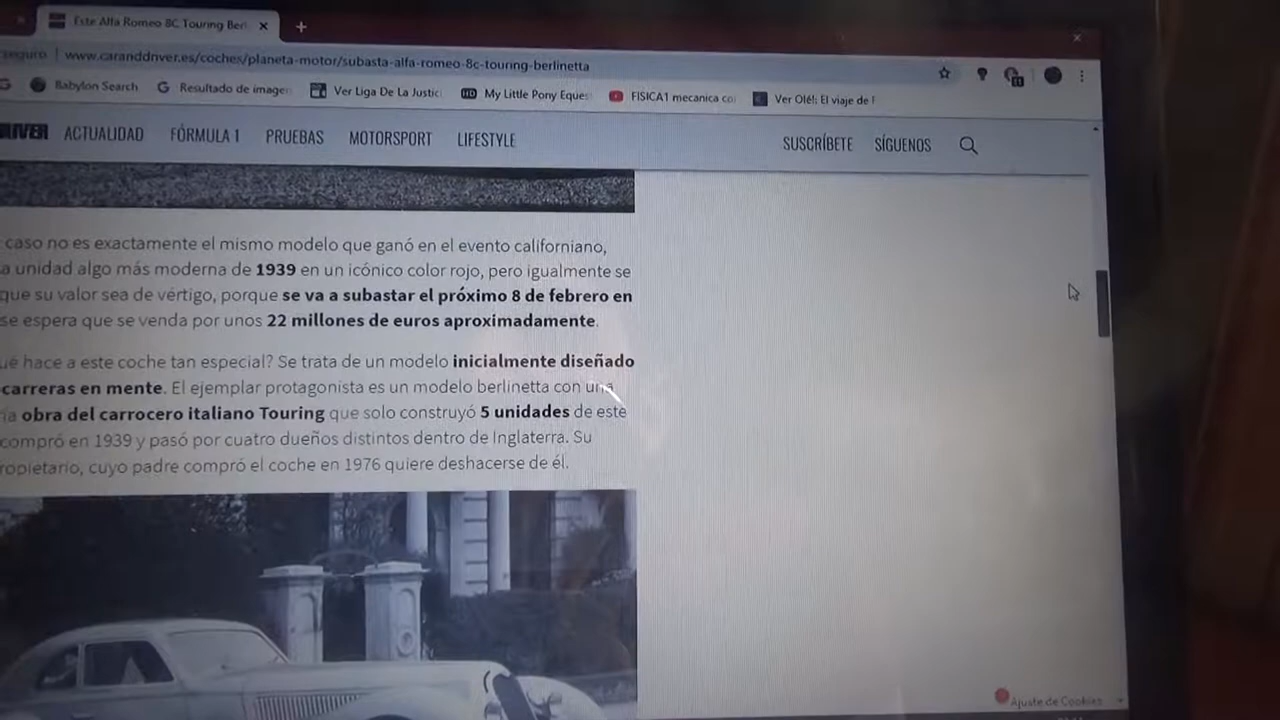 Este Alfa Romeo 8C Touring Berl
seguro | www.caranddriver.es/coches/planeta-motor/subasta-alfa-romeo-8c-touring-berlinetta
Babylon Search Resultado de imagen Ver Liga De La Justic My Little Pony Eques HD FISICA1 mecanica co Ver Olé!: El viaje de F
ACTUALIDAD FÓRMULA 1 PRUEBAS MOTORSPORT LIFESTYLE SUSCRÍBETE SÍGUENOS
caso no es exactamente el mismo modelo que ganó en el evento californiano,
a unidad algo más moderna de 1939 en un icónico color rojo, pero igualmente se
que su valor sea de vértigo, porque se va a subastar el próximo 8 de febrero en
se espera que se venda por unos 22 millones de euros aproximadamente.
ué hace a este coche tan especial? Se trata de un modelo inicialmente diseñado
carreras en mente. El ejemplar protagonista es un modelo berlinetta con una
ía obra del carrocero italiano Touring que solo construyó 5 unidades de este
compró en 1939 y pasó por cuatro dueños distintos dentro de Inglaterra. Su
ropietario, cuyo padre compró el coche en 1976 quiere deshacerse de él.
Ajuste de Cookies